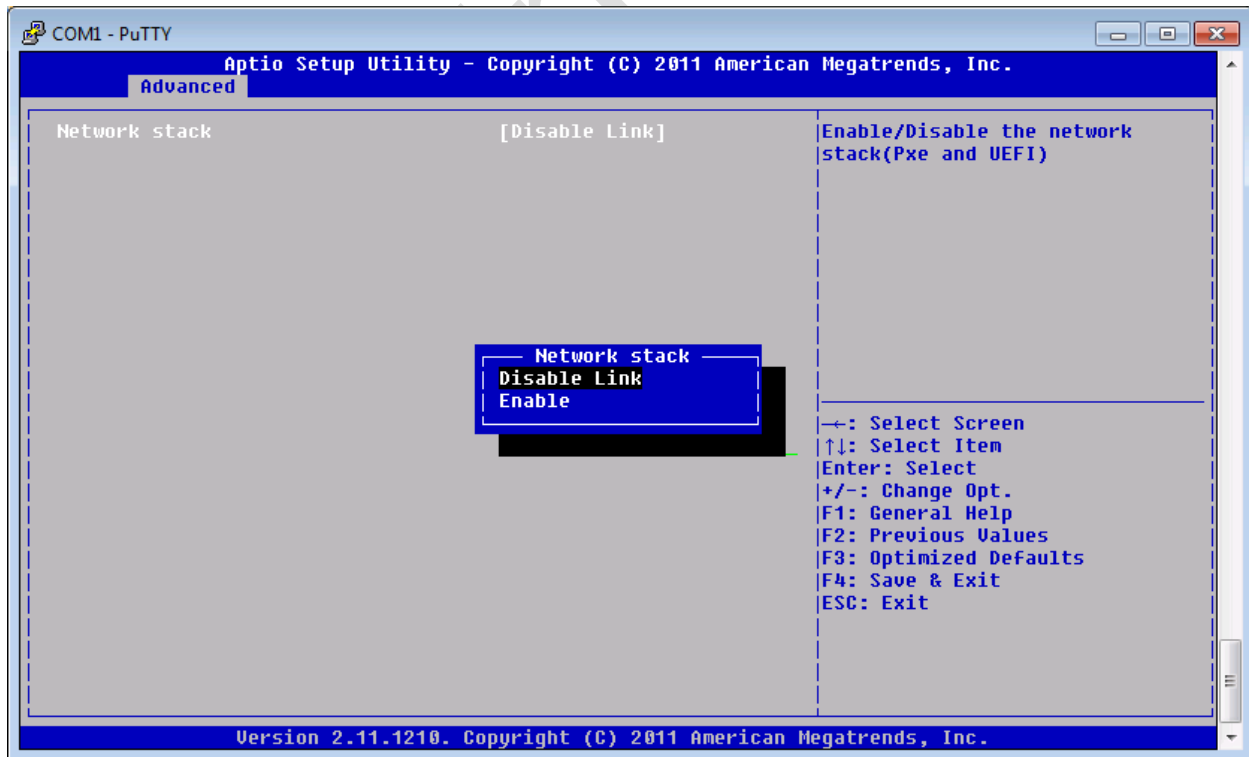 COM1 - PuTTY
Aptio Setup Utility - Copyright (C) 2011 American Megatrends, Inc.
Advanced
Network stack [Disable Link]
Enable/Disable the network
stack(Pxe and UEFI)
Network stack
Disable Link
Enable
→←: Select Screen
↑↓: Select Item
Enter: Select
+/-: Change Opt.
F1: General Help
F2: Previous Values
F3: Optimized Defaults
F4: Save & Exit
ESC: Exit
Version 2.11.1210. Copyright (C) 2011 American Megatrends, Inc.